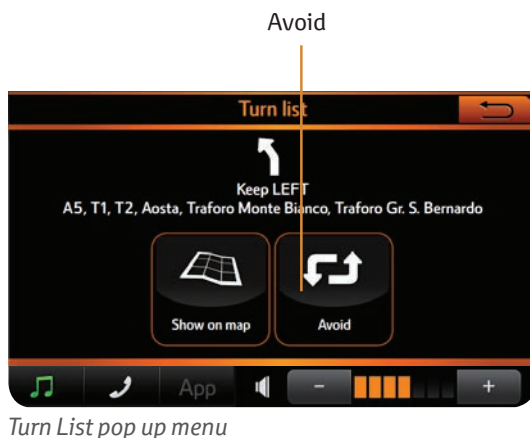 Avoid
Turn list
Keep LEFT
A5, T1, T2, Aosta, Traforo Monte Bianco, Traforo Gr. S. Bernardo
Show on map
Avoid
App
-
+
Turn List pop up menu